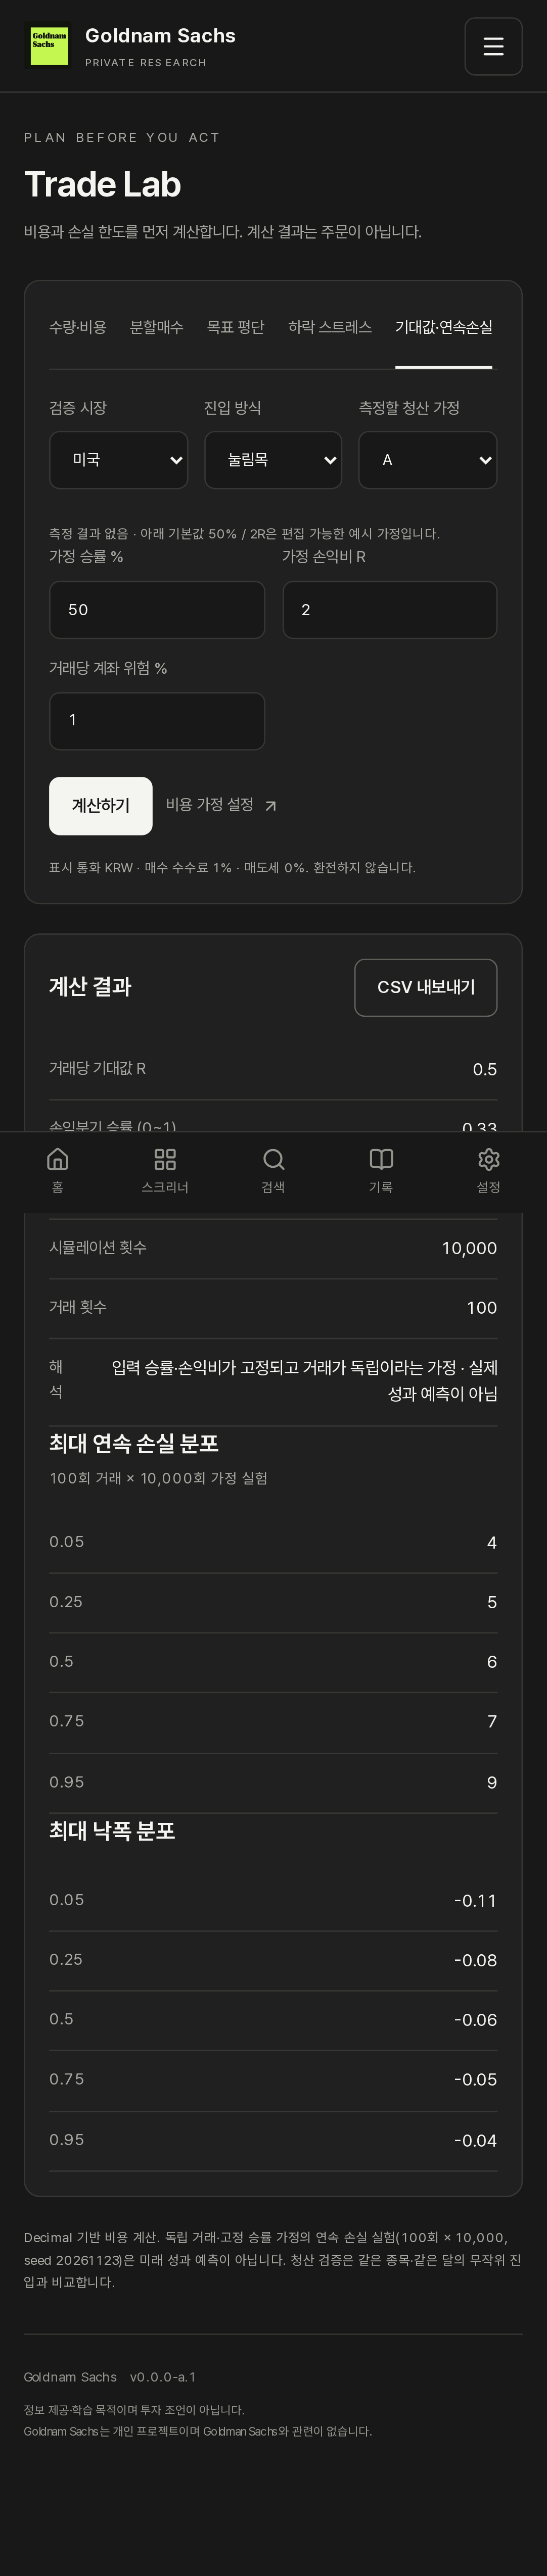 Goldnam
Sachs
Goldnam Sachs
PRIVATE RESEARCH
PLAN BEFORE YOU ACT
Trade Lab
비용과 손실 한도를 먼저 계산합니다. 계산 결과는 주문이 아닙니다.
수량·비용 분할매수 목표 평단 하락 스트레스 기대값·연속손실
검증 시장 진입 방식 측정할 청산 가정
미국 눌림목 A
측정 결과 없음 · 아래 기본값 50% / 2R은 편집 가능한 예시 가정입니다.
가정 승률 % 가정 손익비 R
50 2
거래당 계좌 위험 %
1
계산하기 비용 가정 설정
표시 통화 KRW · 매수 수수료 1% · 매도세 0%. 환전하지 않습니다.
계산 결과 CSV 내보내기
거래당 기대값 R 0.5
손익분기 승률 (0~1) 0.33
홈 스크리너 검색 기록 설정
시뮬레이션 횟수 10,000
거래 횟수 100
해석 입력 승률·손익비가 고정되고 거래가 독립이라는 가정 · 실제
성과 예측이 아님
최대 연속 손실 분포
100회 거래 × 10,000회 가정 실험
0.05 4
0.25 5
0.5 6
0.75 7
0.95 9
최대 낙폭 분포
0.05 -0.11
0.25 -0.08
0.5 -0.06
0.75 -0.05
0.95 -0.04
Decimal 기반 비용 계산. 독립 거래·고정 승률 가정의 연속 손실 실험(100회 × 10,000,
seed 20261123)은 미래 성과 예측이 아닙니다. 청산 검증은 같은 종목·같은 달의 무작위 진
입과 비교합니다.
Goldnam Sachs v0.0.0-a.1
정보 제공·학습 목적이며 투자 조언이 아닙니다.
Goldnam Sachs는 개인 프로젝트이며 Goldman Sachs와 관련이 없습니다.